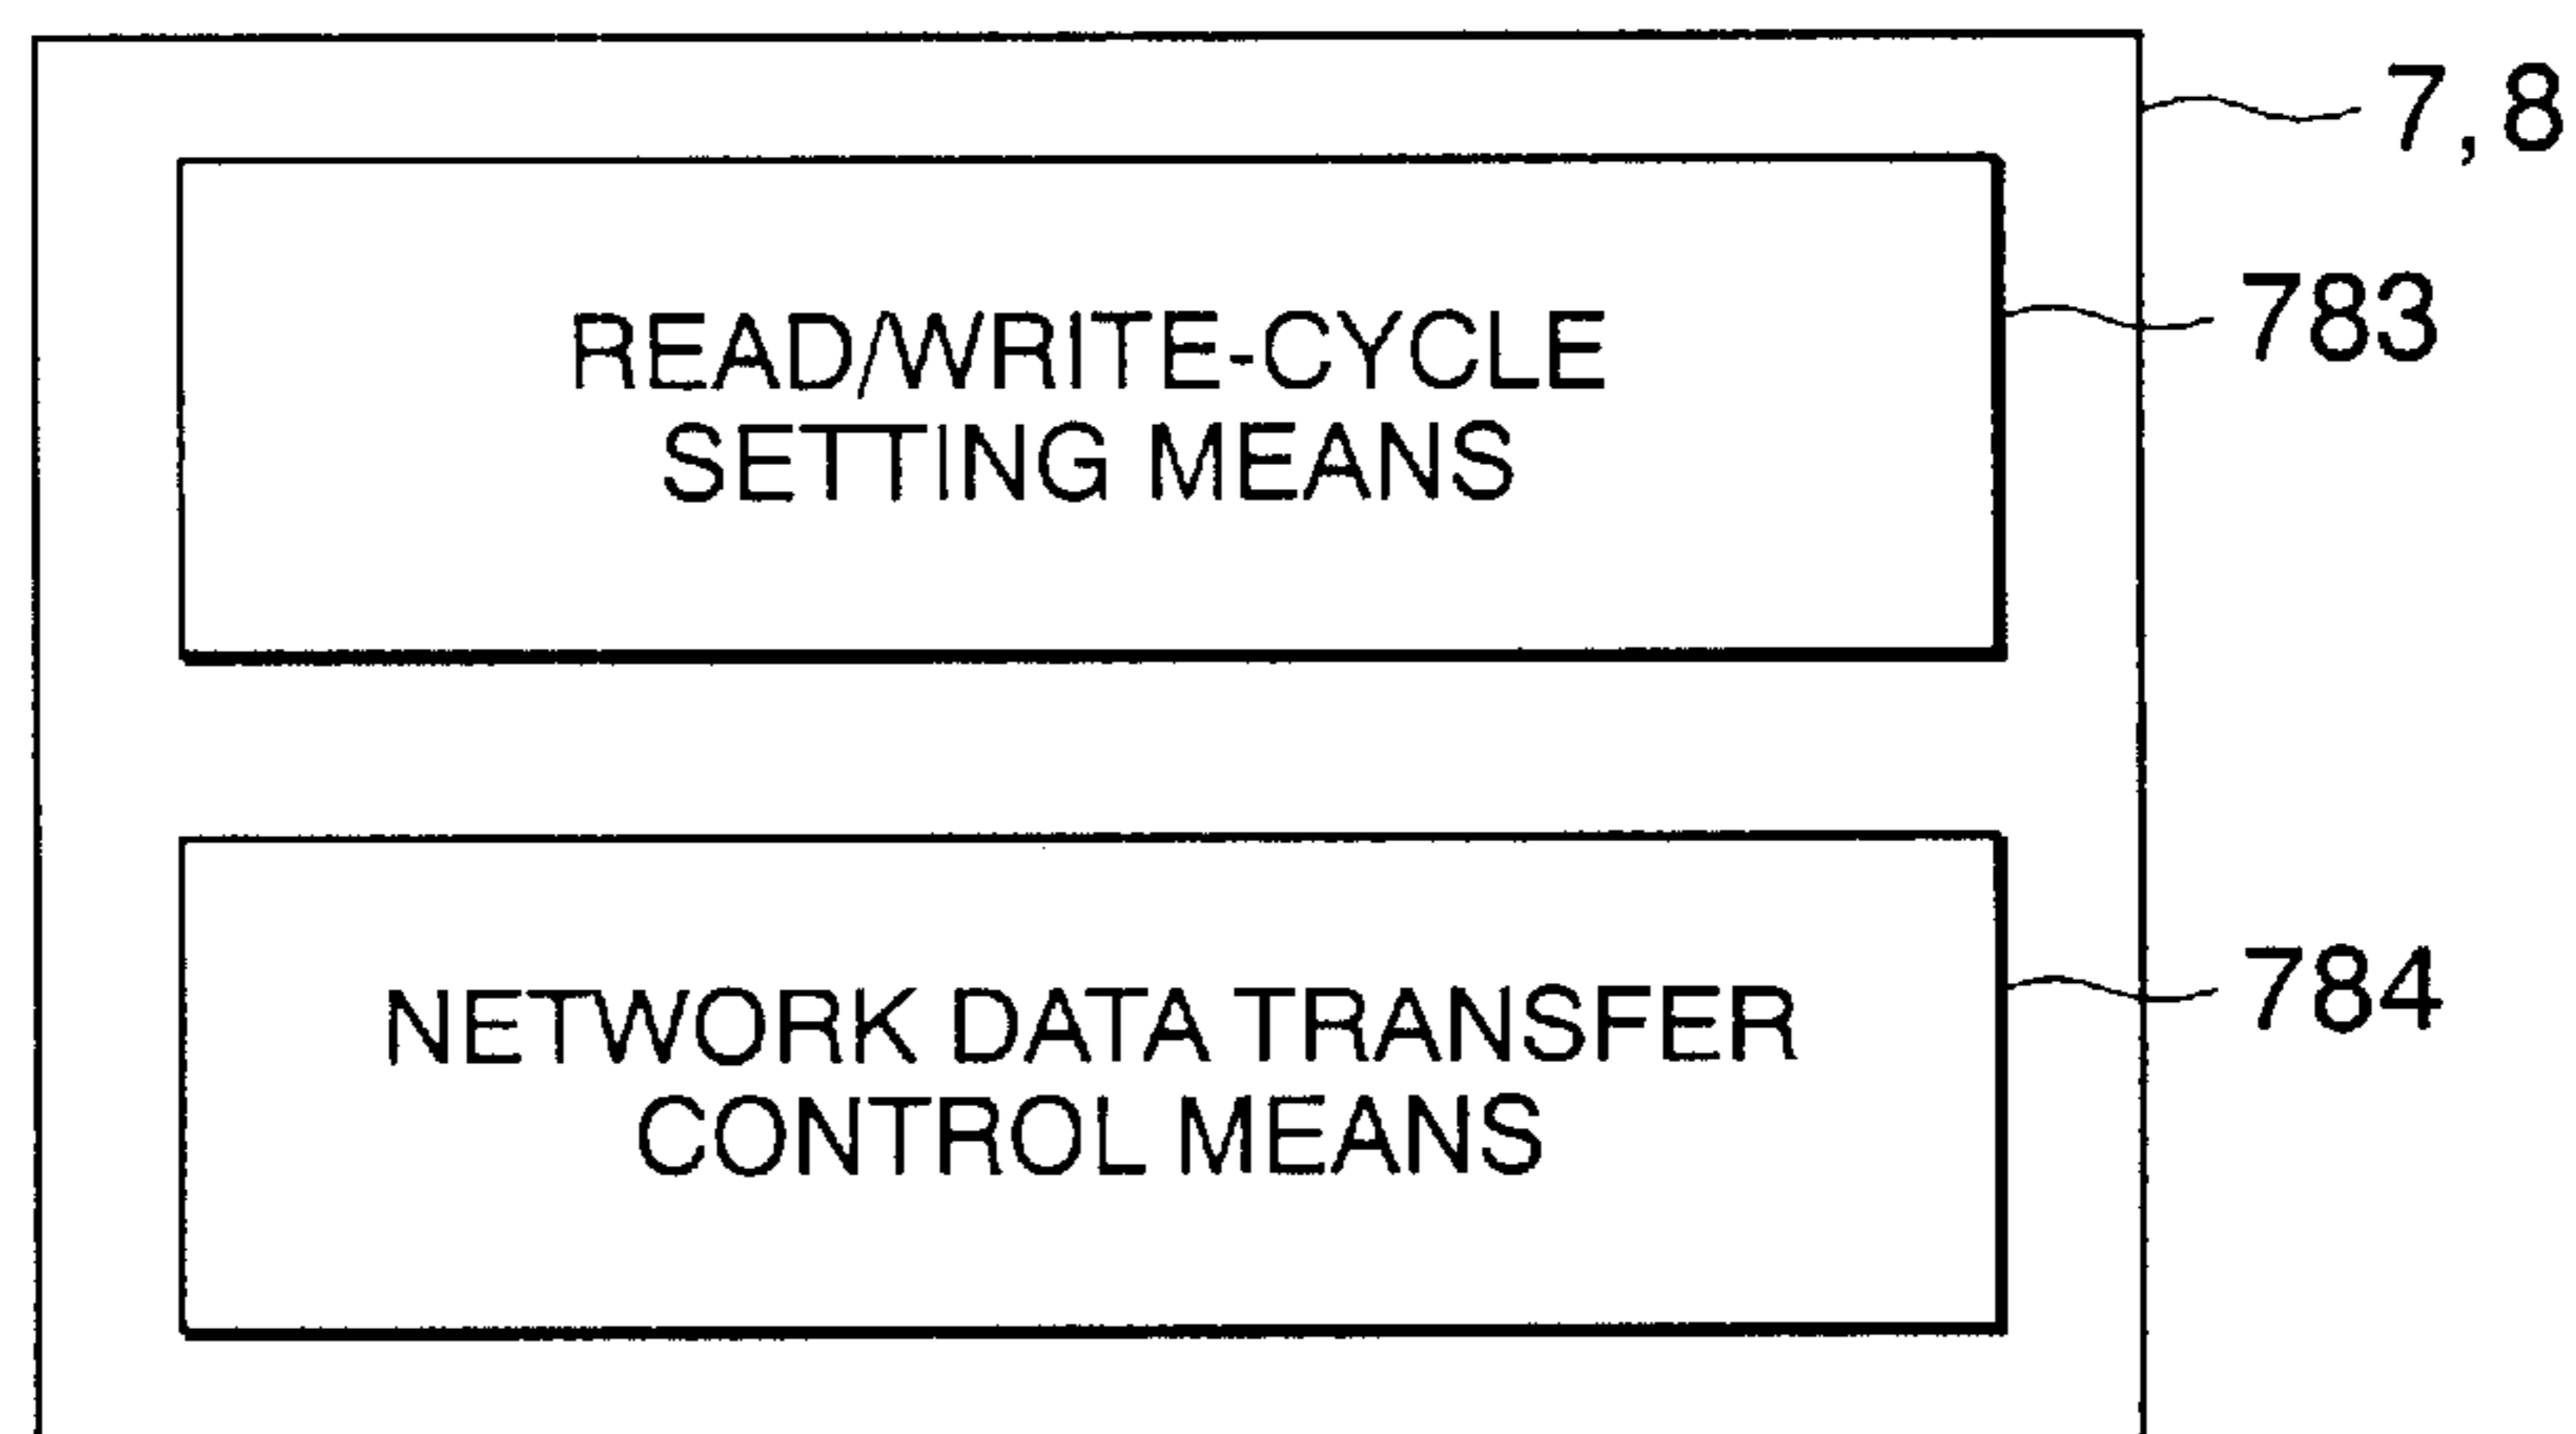 7,8
READ/WRITE-CYCLE
SETTING MEANS
783
NETWORK DATA TRANSFER
CONTROL MEANS
784